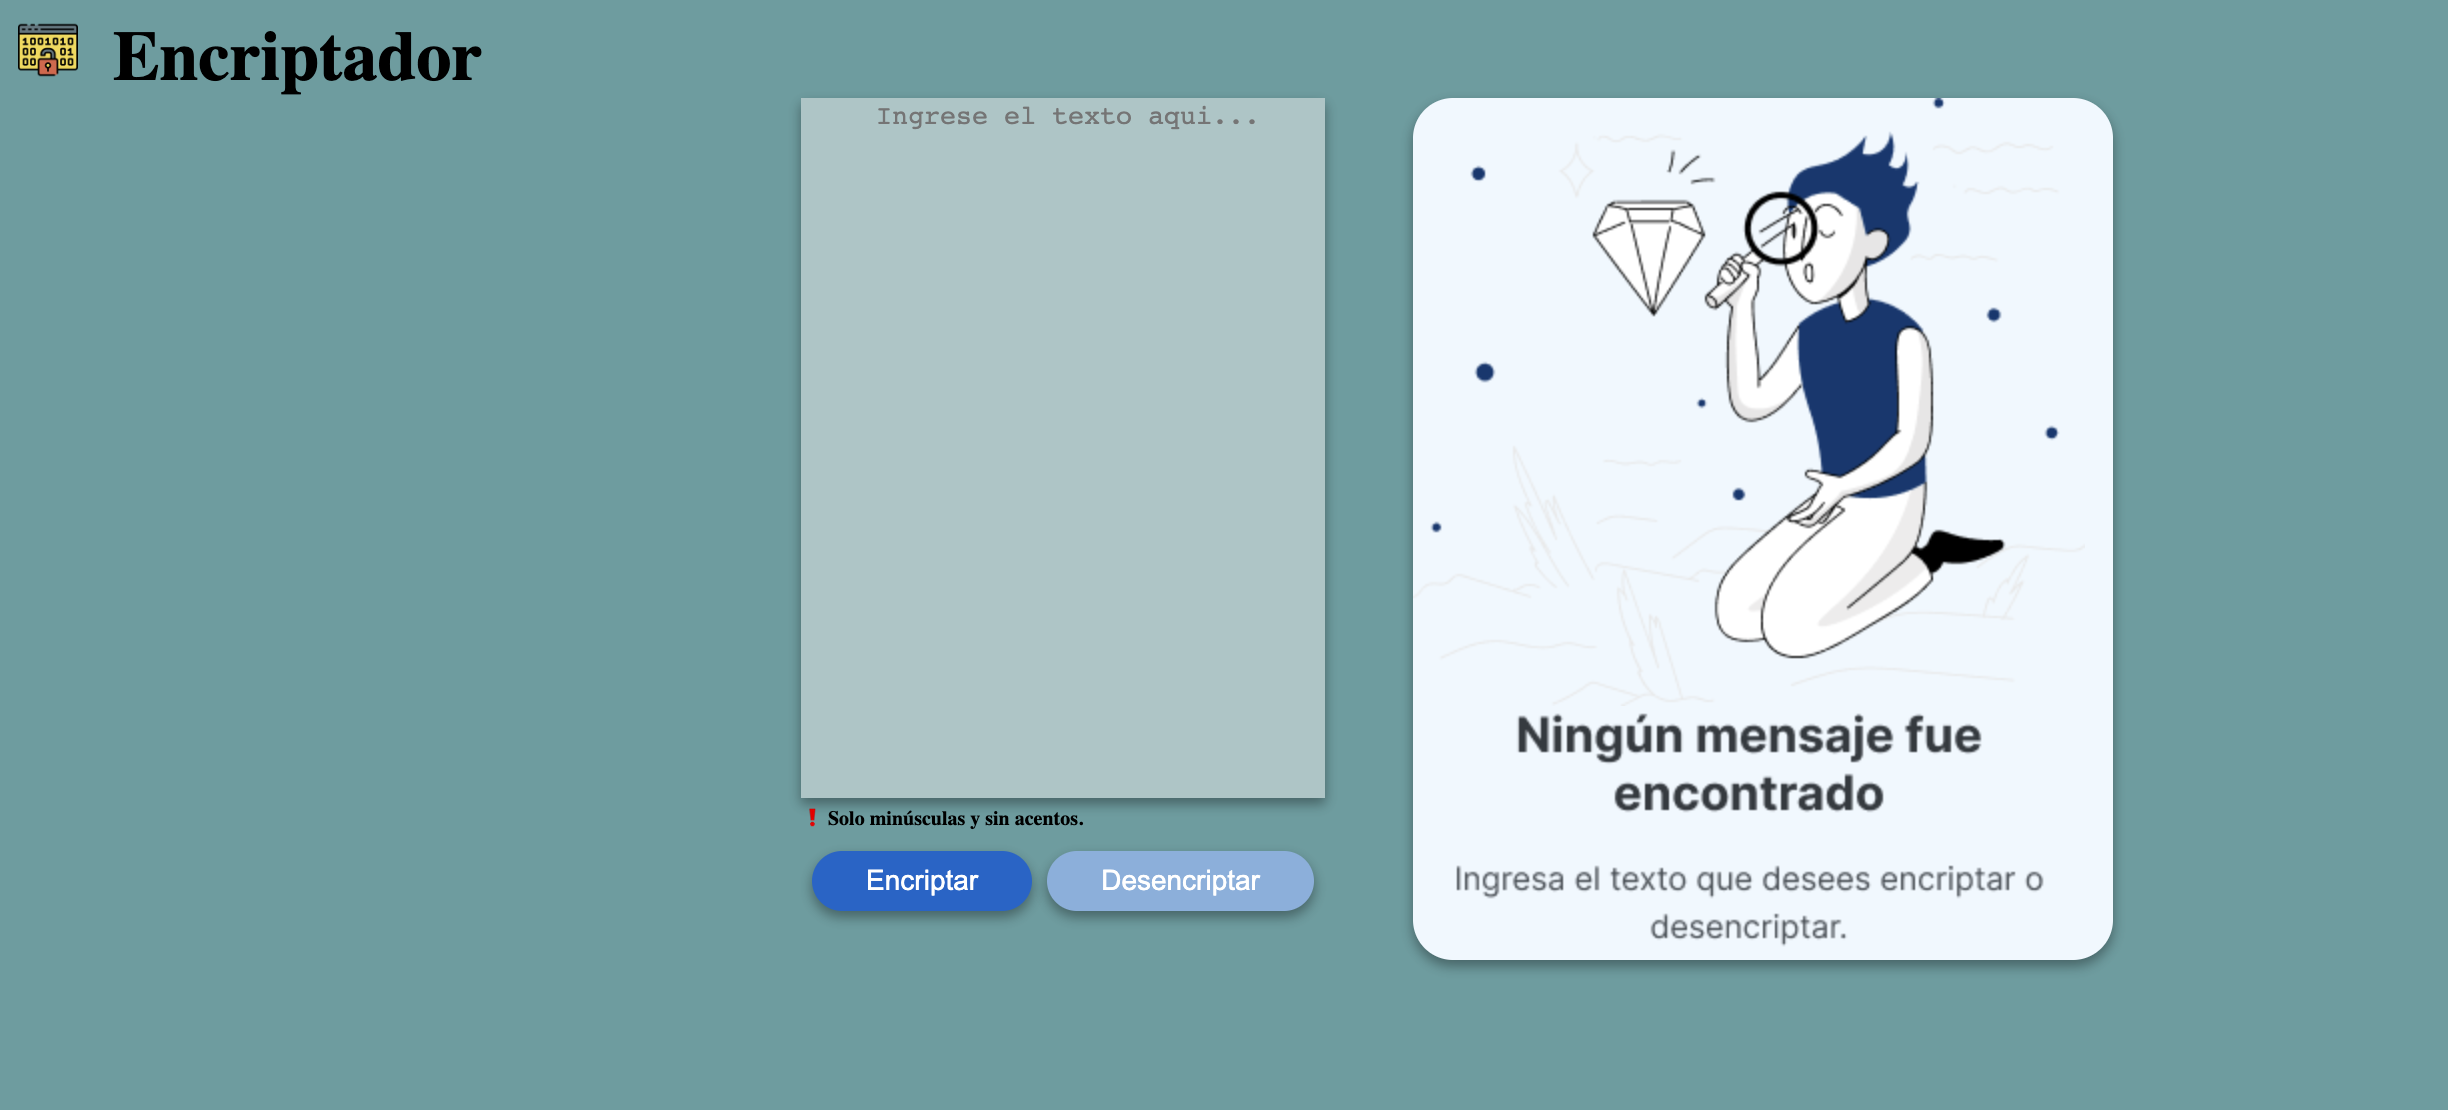 1001010
00 01
00 00
Encriptador
Ingrese el texto aqui...
❗ Solo minúsculas y sin acentos.
Encriptar
Desencriptar
Ningún mensaje fue
encontrado
Ingresa el texto que desees encriptar o
desencriptar.